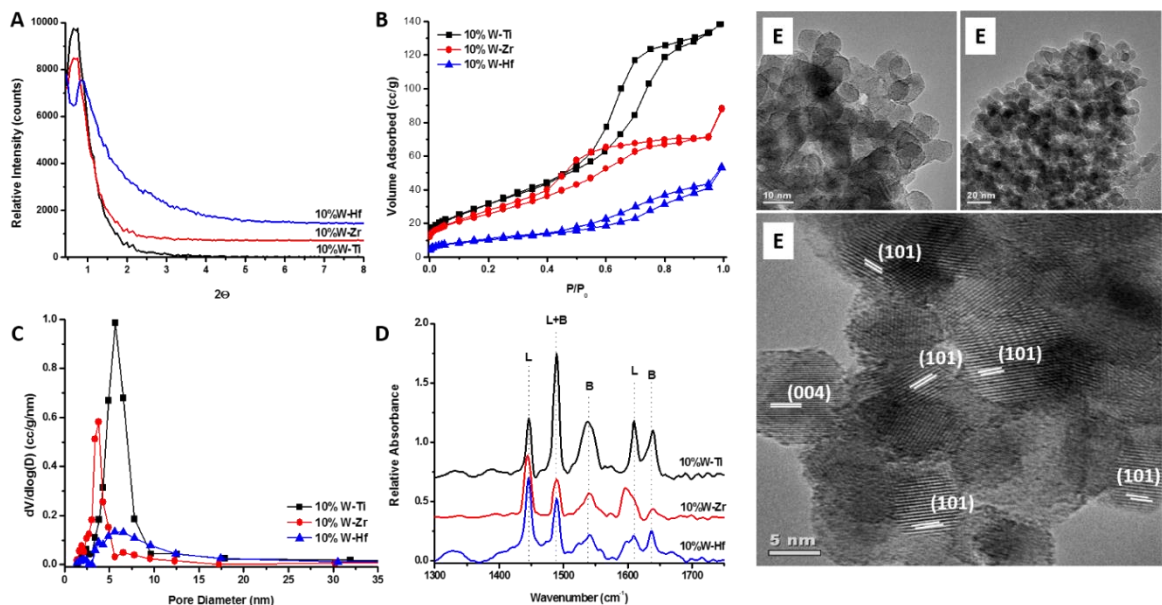 A
Relative Intensity (counts)
10000
8000
6000
4000
2000
0
10%W-Hf
10%W-Zr
10%W-Ti
1
2
3
4
5
6
7
8
2Θ
B
Volume Adsorbed (cc/g)
140
120
100
80
60
40
20
0
10% W-Ti
10% W-Zr
10% W-Hf
0.0
0.2
0.4
0.6
0.8
1.0
P/P0
C
dV/dlog(D) (cc/g/nm)
1.0
0.8
0.6
0.4
0.2
0.0
10% W-Ti
10% W-Zr
10% W-Hf
0
5
10
15
20
25
30
35
Pore Diameter (nm)
D
Relative Absorbance
2.0
1.5
1.0
0.5
0.0
L
L+B
B
L
B
10%W-Ti
10%W-Zr
10%W-Hf
1300
1400
1500
1600
1700
Wavenumber (cm-1)
E
10 nm
E
20 nm
E
(101)
(101)
(101)
(004)
(101)
(101)
5 nm